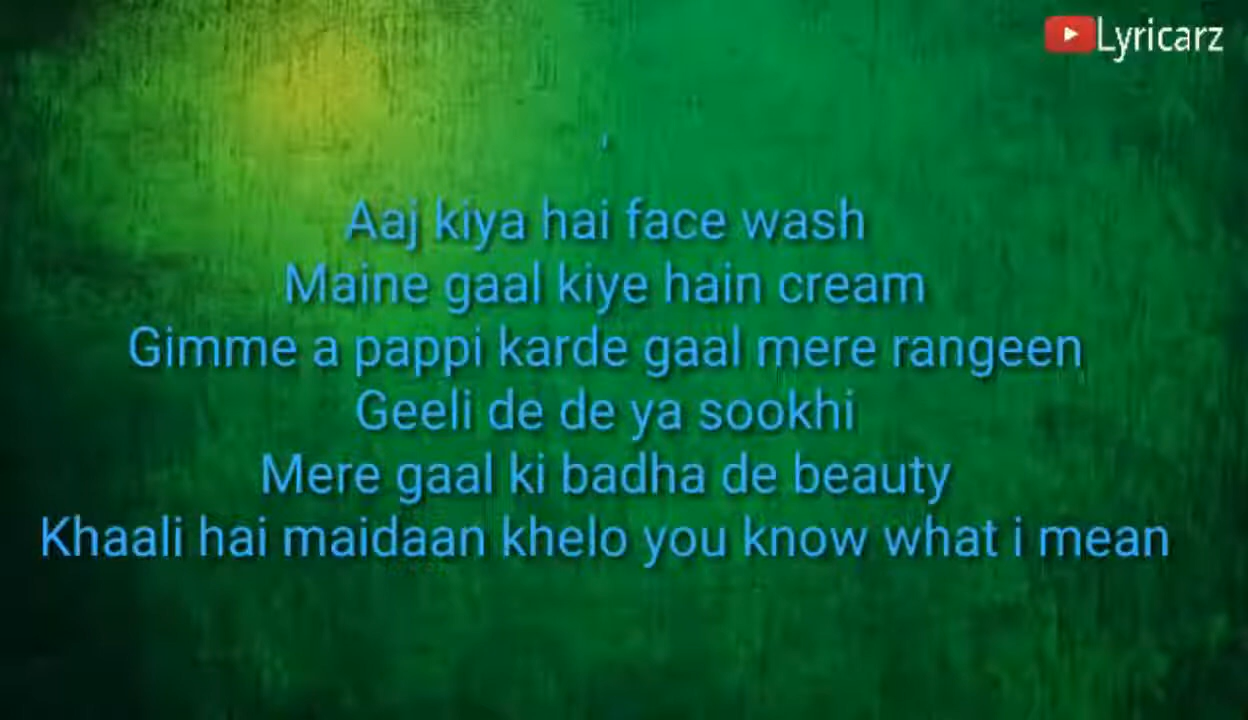 Lyricarz
Aaj kiya hai face wash
Maine gaal kiye hain cream
Gimme a pappi karde gaal mere rangeen
Geeli de de ya sookhi
Mere gaal ki badha de beauty
Khaali hai maidaan khelo you know what i mean